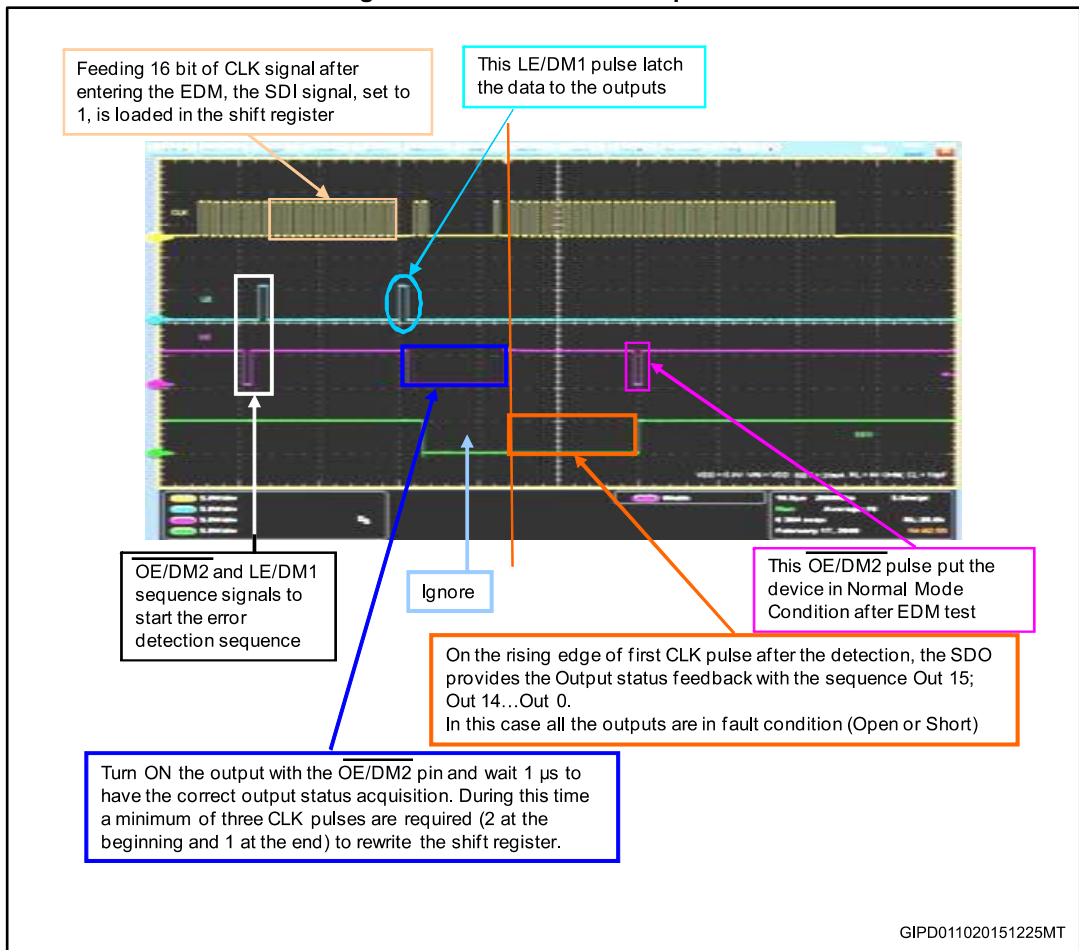 Feeding 16 bit of CLK signal after
entering the EDM, the SDI signal, set to
1, is loaded in the shift register
This LE/DM1 pulse latch
the data to the outputs
CLK
OE/DM2 and LE/DM1
sequence signals to
start the error
detection sequence
Ignore
This OE/DM2 pulse put the
device in Normal Mode
Condition after EDM test
On the rising edge of first CLK pulse after the detection, the SDO
provides the Output status feedback with the sequence Out 15;
Out 14…Out 0.
In this case all the outputs are in fault condition (Open or Short)
Turn ON the output with the OE/DM2 pin and wait 1 µs to
have the correct output status acquisition. During this time
a minimum of three CLK pulses are required (2 at the
beginning and 1 at the end) to rewrite the shift register.
GIPD011020151225MT